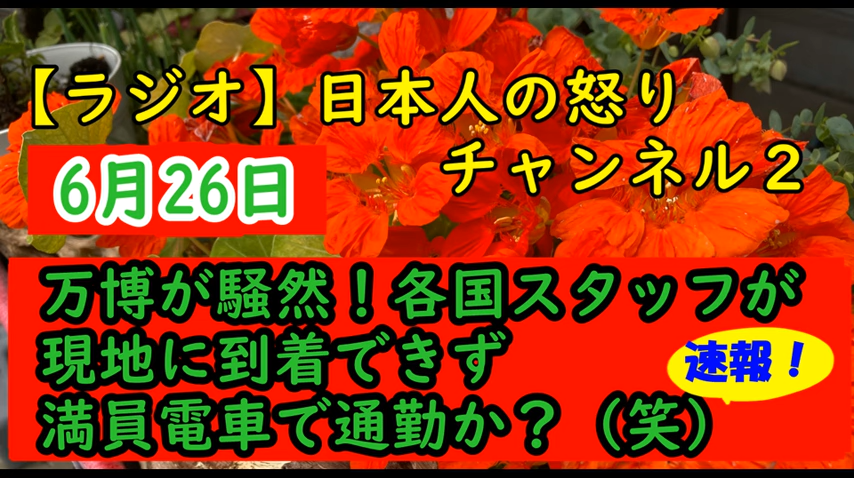 【ラジオ】日本人の怒り
チャンネル2
6月26日
万博が騒然！各国スタッフが
現地に到着できず
満員電車で通勤か？（笑）
速報！